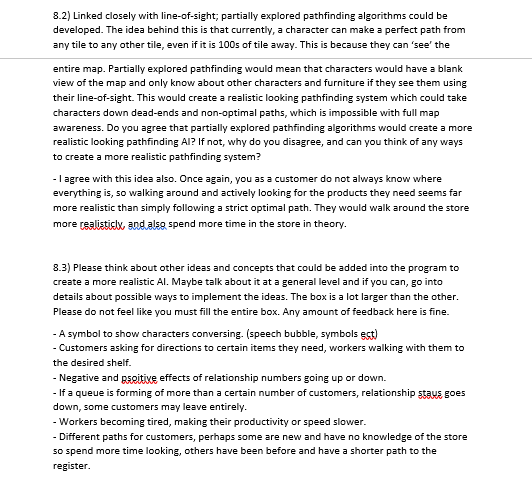 8.2) Linked closely with line-of-sight; partially explored pathfinding algorithms could be
developed. The idea behind this is that currently, a character can make a perfect path from
any tile to any other tile, even if it is 100s of tile away. This is because they can 'see' the
entire map. Partially explored pathfinding would mean that characters would have a blank
view of the map and only know about other characters and furniture if they see them using
their line-of-sight. This would create a realistic looking pathfinding system which could take
characters down dead-ends and non-optimal paths, which is impossible with full map
awareness. Do you agree that partially explored pathfinding algorithms would create a more
realistic looking pathfinding AI? If not, why do you disagree, and can you think of any ways
to create a more realistic pathfinding system?
- I agree with this idea also. Once again, you as a customer do not always know where
everything is, so walking around and actively looking for the products they need seems far
more realistic than simply following a strict optimal path. They would walk around the store
more realisticly, and also spend more time in the store in theory.
8.3) Please think about other ideas and concepts that could be added into the program to
create a more realistic AI. Maybe talk about it at a general level and if you can, go into
details about possible ways to implement the ideas. The box is a lot larger than the other.
Please do not feel like you must fill the entire box. Any amount of feedback here is fine.
- A symbol to show characters conversing. (speech bubble, symbols ect)
- Customers asking for directions to certain items they need, workers walking with them to
the desired shelf.
- Negative and psoitive effects of relationship numbers going up or down.
- If a queue is forming of more than a certain number of customers, relationship staus goes
down, some customers may leave entirely.
- Workers becoming tired, making their productivity or speed slower.
- Different paths for customers, perhaps some are new and have no knowledge of the store
so spend more time looking, others have been before and have a shorter path to the
register.